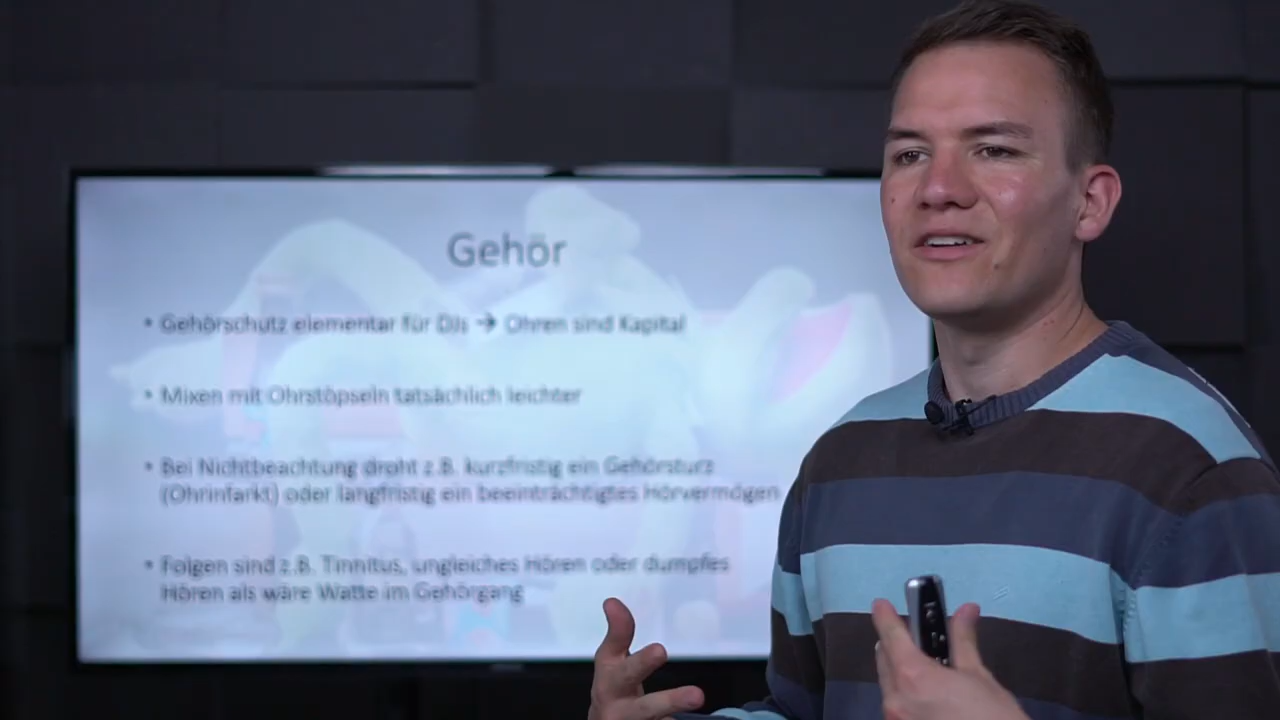 Gehör
• Gehörschutz elementar für DJs → Ohren sind Kapital
• Mixen mit Ohrstöpseln tatsächlich leichter
• Bei Nichtbeachtung droht z.B. kurzfristig ein Gehörsturz
(Ohrinfarkt) oder langfristig ein beeinträchtigtes Hörvermögen
• Folgen sind z.B. Tinnitus, ungleiches Hören oder dumpfes
Hören als wäre Watte im Gehörgang